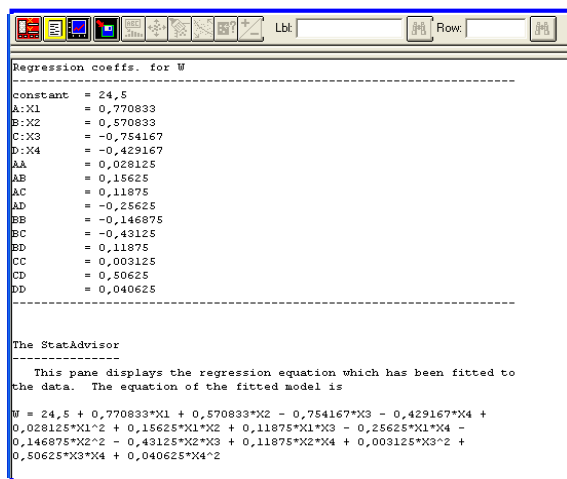 Lbl: Row:
Regression coeffs. for W
----------------------------------------------------------------------
constant = 24,5
A:X1 = 0,770833
B:X2 = 0,570833
C:X3 = -0,754167
D:X4 = -0,429167
AA = 0,028125
AB = 0,15625
AC = 0,11875
AD = -0,25625
BB = -0,146875
BC = -0,43125
BD = 0,11875
CC = 0,003125
CD = 0,50625
DD = 0,040625
----------------------------------------------------------------------
The StatAdvisor
---------------
This pane displays the regression equation which has been fitted to
the data. The equation of the fitted model is
W = 24,5 + 0,770833*X1 + 0,570833*X2 - 0,754167*X3 - 0,429167*X4 +
0,028125*X1^2 + 0,15625*X1*X2 + 0,11875*X1*X3 - 0,25625*X1*X4 -
0,146875*X2^2 - 0,43125*X2*X3 + 0,11875*X2*X4 + 0,003125*X3^2 +
0,50625*X3*X4 + 0,040625*X4^2